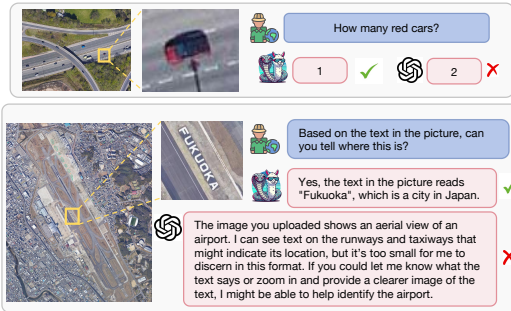 How many red cars?
1
2
Based on the text in the picture, can
you tell where this is?
FUKUOKA
Yes, the text in the picture reads
"Fukuoka", which is a city in Japan.
The image you uploaded shows an aerial view of an
airport. I can see text on the runways and taxiways that
might indicate its location, but it's too small for me to
discern in this format. If you could let me know what the
text says or zoom in and provide a clearer image of the
text, I might be able to help identify the airport.